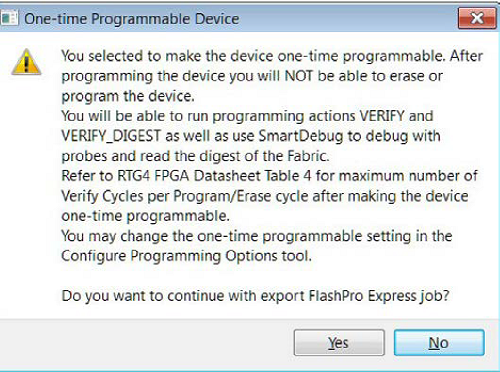 One-time Programmable Device
You selected to make the device one-time programmable. After
programming the device you will NOT be able to erase or
program the device.
You will be able to run programming actions VERIFY and
VERIFY_DIGEST as well as use SmartDebug to debug with
probes and read the digest of the Fabric.
Refer to RTG4 FPGA Datasheet Table 4 for maximum number of
Verify Cycles per Program/Erase cycle after making the device
one-time programmable.
You may change the one-time programmable setting in the
Configure Programming Options tool.
Do you want to continue with export FlashPro Express job?
Yes No